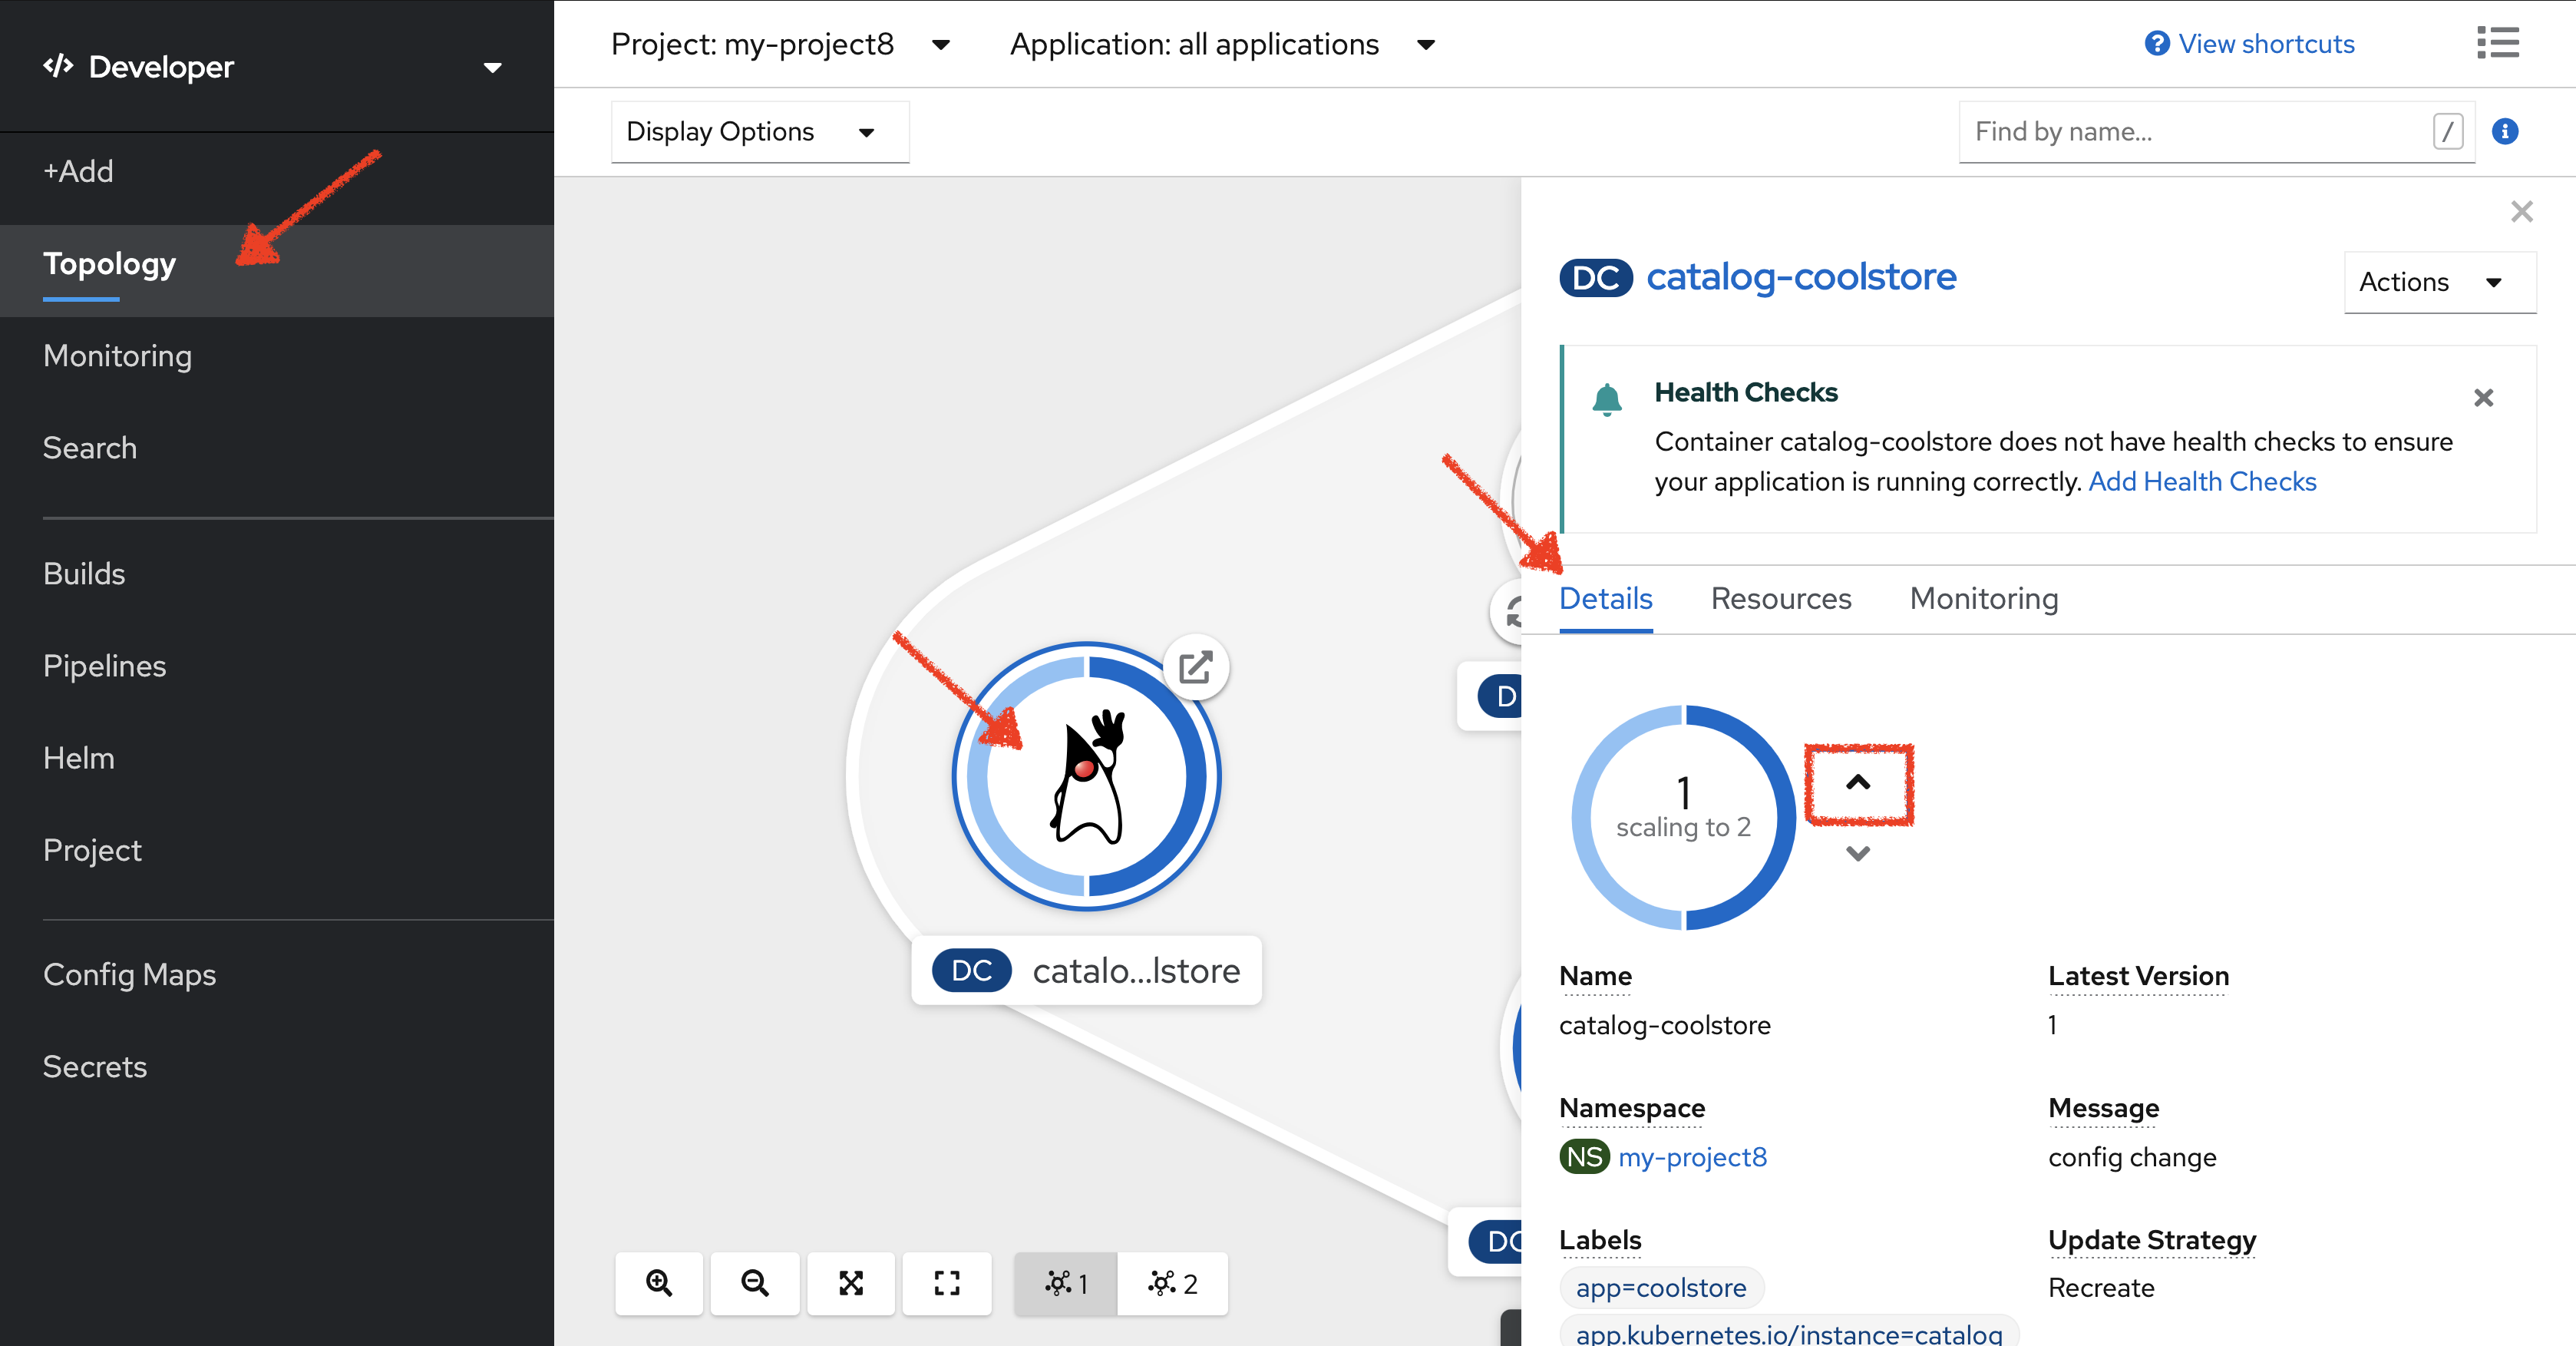 </> Developer
+Add
Topology
Monitoring
Search
Builds
Pipelines
Helm
Project
Config Maps
Secrets
Project: my-project8
Application: all applications
View shortcuts
Display Options
Find by name...
/
DC catalo...lstore
1
2
DC catalog-coolstore
Actions
Health Checks
Container catalog-coolstore does not have health checks to ensure
your application is running correctly. Add Health Checks
Details Resources Monitoring
1
scaling to 2
Name
catalog-coolstore
Latest Version
1
Namespace
NS my-project8
Message
config change
Labels
app=coolstore
app.kubernetes.io/instance=catalog
Update Strategy
Recreate